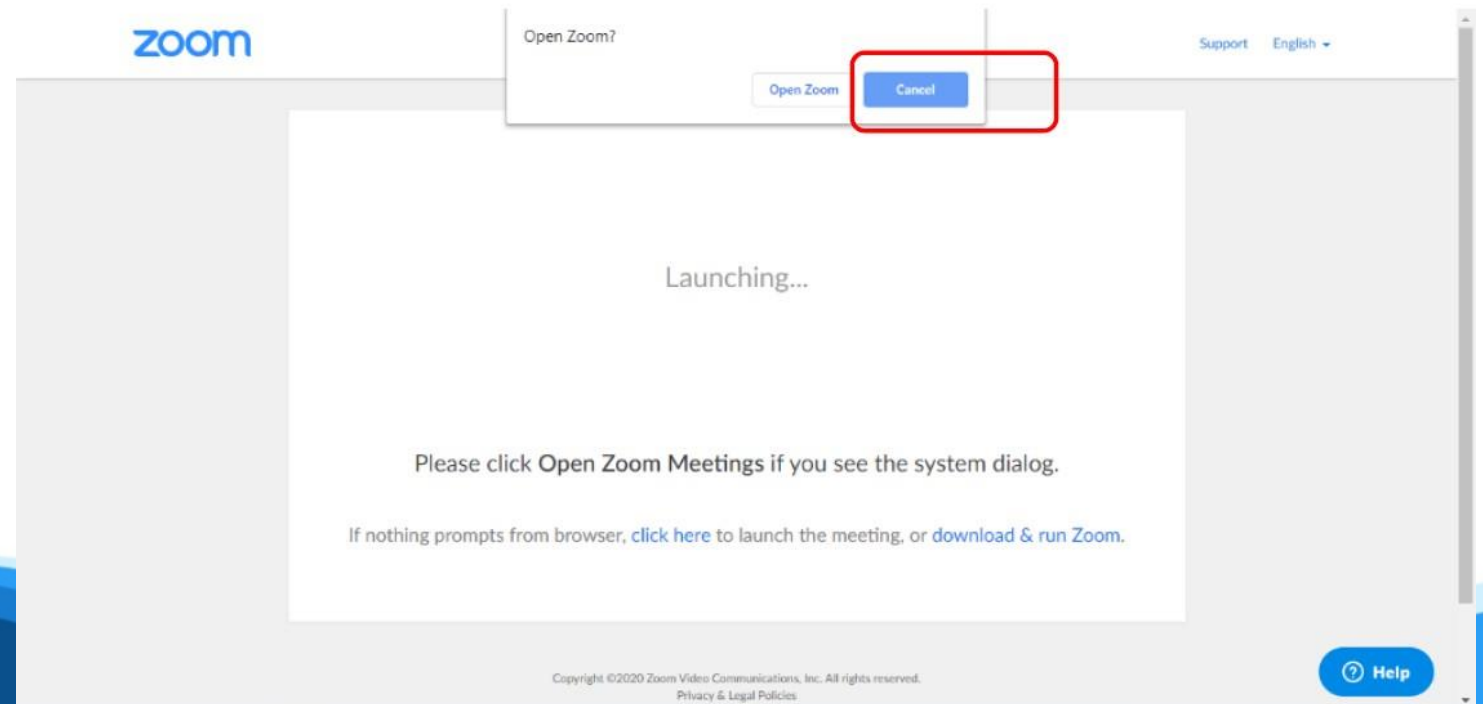 zoom
Open Zoom?
Support English
Open Zoom Cancel
Launching...
Please click Open Zoom Meetings if you see the system dialog.
If nothing prompts from browser, click here to launch the meeting, or download & run Zoom.
Copyright ©2020 Zoom Video Communications, Inc. All rights reserved.
Privacy & Legal Policies
? Help